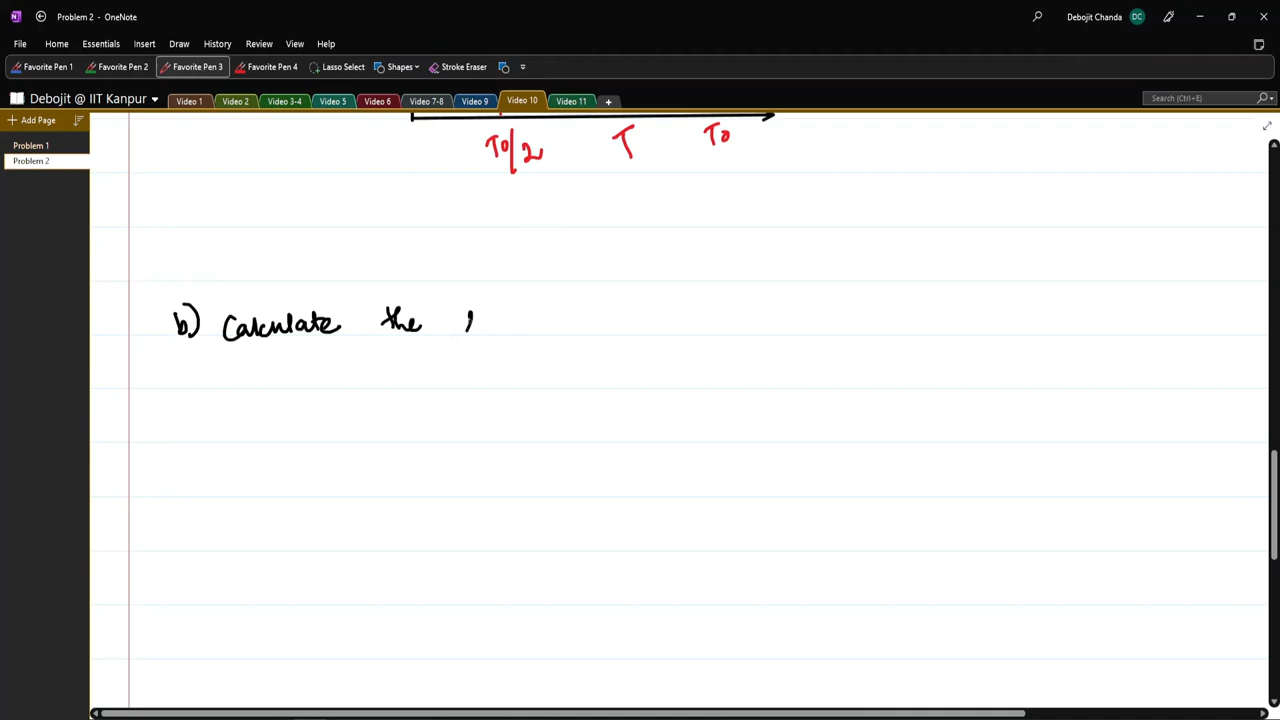 Problem 2 - OneNote
Debojit Chanda DC
File Home Essentials Insert Draw History Review View Help
Favorite Pen 1 Favorite Pen 2 Favorite Pen 3 Favorite Pen 4 Lasso Select Shapes Stroke Eraser
Debojit @ IIT Kanpur Video 1 Video 2 Video 3-4 Video 5 Video 6 Video 7-8 Video 9 Video 10 Video 11 + Search (Ctrl+E)
+ Add Page
Problem 1
Problem 2
T0/2 T T0
b) Calculate the